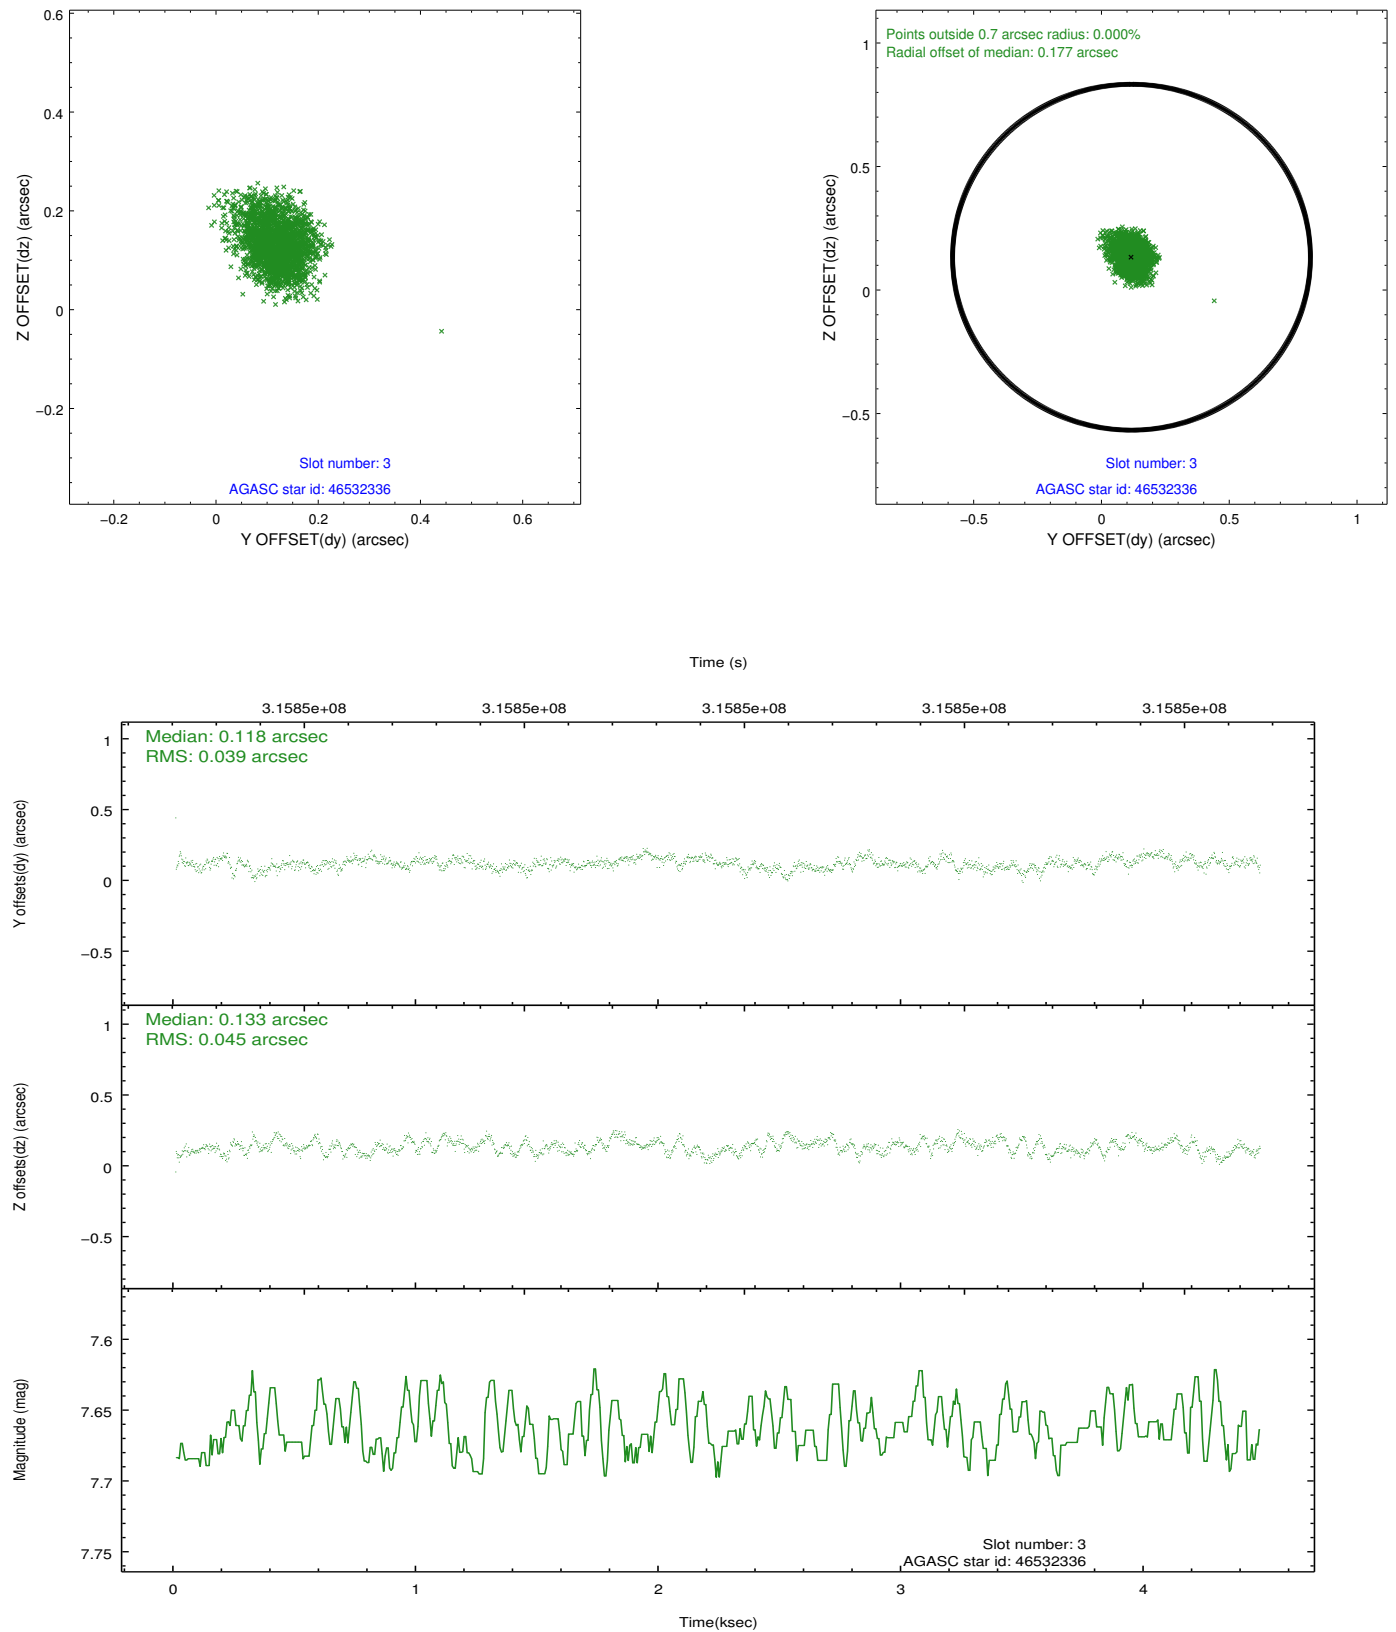 0.6
0.4
0.2
0
−0.2
Z OFFSET(dz) (arcsec)
Slot number: 3
AGASC star id: 46532336
−0.2 0 0.2 0.4 0.6
Y OFFSET(dy) (arcsec)
Points outside 0.7 arcsec radius: 0.000%
Radial offset of median: 0.177 arcsec
1
0.5
0
−0.5
Z OFFSET(dz) (arcsec)
Slot number: 3
AGASC star id: 46532336
−0.5 0 0.5 1
Y OFFSET(dy) (arcsec)
Time (s)
3.1585e+08 3.1585e+08 3.1585e+08 3.1585e+08 3.1585e+08
Median: 0.118 arcsec
RMS: 0.039 arcsec
1
0.5
0
−0.5
Y offsets(dy) (arcsec)
Median: 0.133 arcsec
RMS: 0.045 arcsec
1
0.5
0
−0.5
Z offsets(dz) (arcsec)
7.6
7.65
7.7
7.75
Magnitude (mag)
Slot number: 3
AGASC star id: 46532336
0 1 2 3 4
Time(ksec)